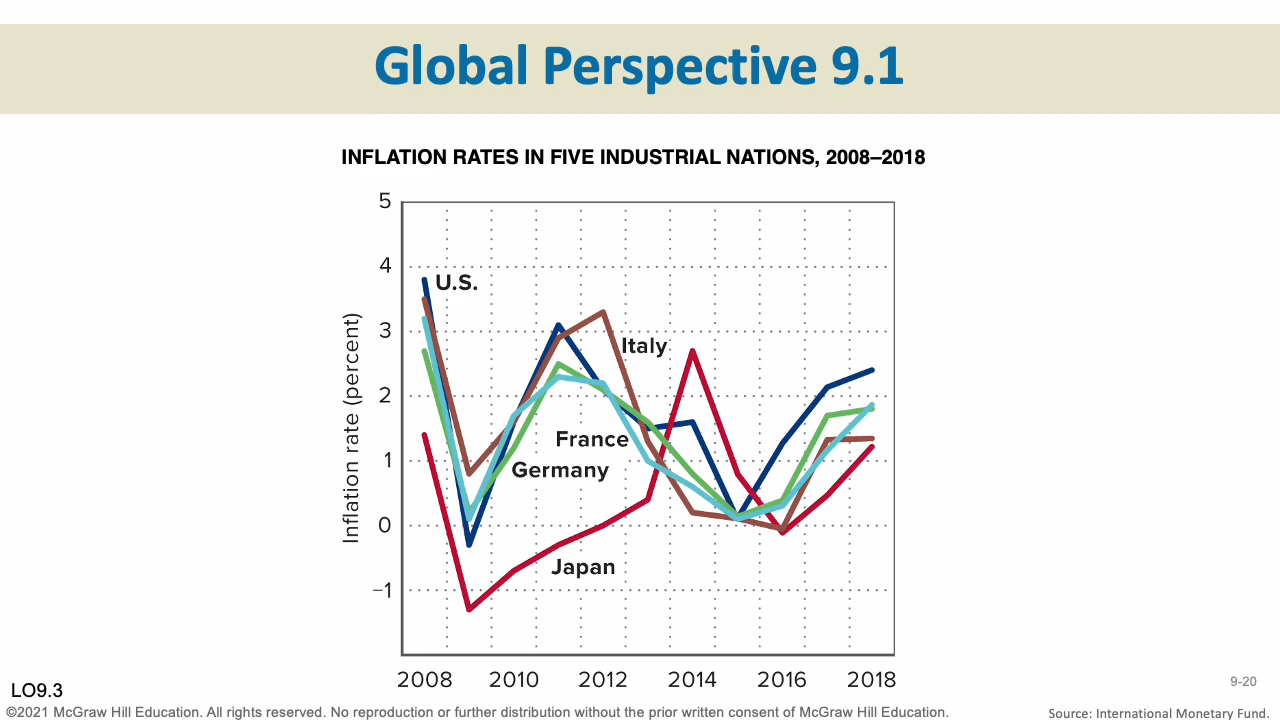 Global Perspective 9.1
INFLATION RATES IN FIVE INDUSTRIAL NATIONS, 2008–2018
Inflation rate (percent)
5
4
3
2
1
0
−1
U.S.
Italy
France
Germany
Japan
2008 2010 2012 2014 2016 2018
LO9.3
9-20
©2021 McGraw Hill Education. All rights reserved. No reproduction or further distribution without the prior written consent of McGraw Hill Education.
Source: International Monetary Fund.